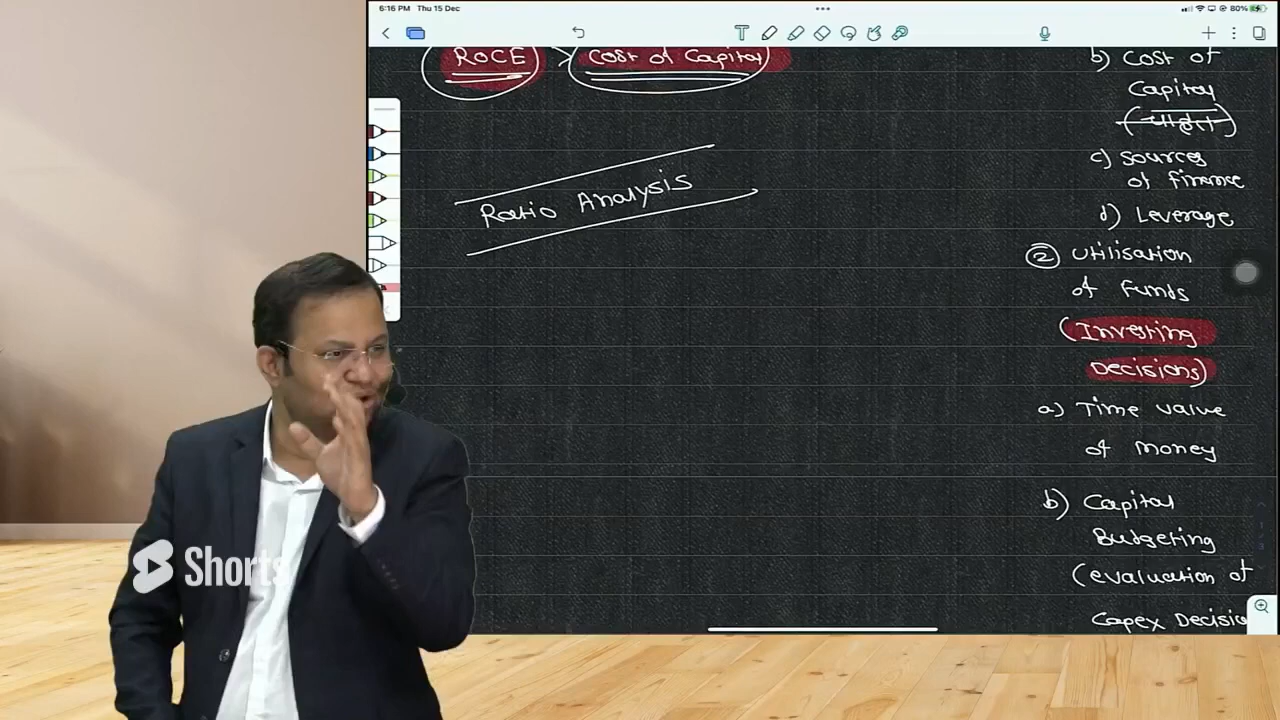 6:16 PM Thu 15 Dec
80%
T
ROCE > Cost of Capital
Ratio Analysis
b) Cost of
Capital
c) Sources
of finance
d) Leverage
② Utilisation
of Funds
(Investing
Decisions)
a) Time value
of Money
b) Capital
Budgeting
(evaluation of
Capex Decisio
Shorts